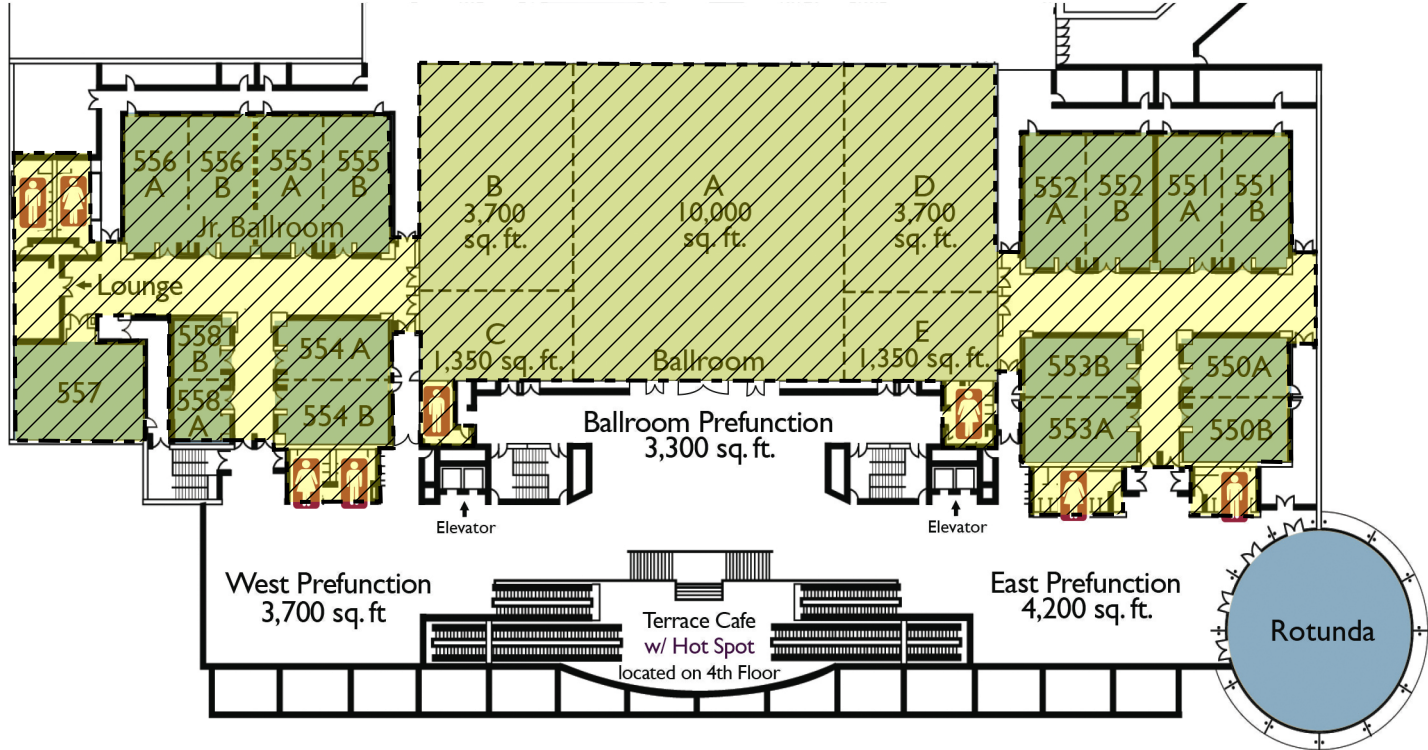 556
A
556
B
555
A
555
B
Jr. Ballroom
Lounge
558
B
558
A
557
554 A
554 B
B
3,700
sq. ft.
A
10,000
sq. ft.
D
3,700
sq. ft.
C
1,350 sq. ft.
Ballroom
E
1,350 sq. ft.
552
A
552
B
551
A
551
B
553B
553A
550A
550B
Ballroom Prefunction
3,300 sq. ft.
Elevator
Elevator
West Prefunction
3,700 sq. ft
Terrace Cafe
w/ Hot Spot
located on 4th Floor
East Prefunction
4,200 sq. ft.
Rotunda